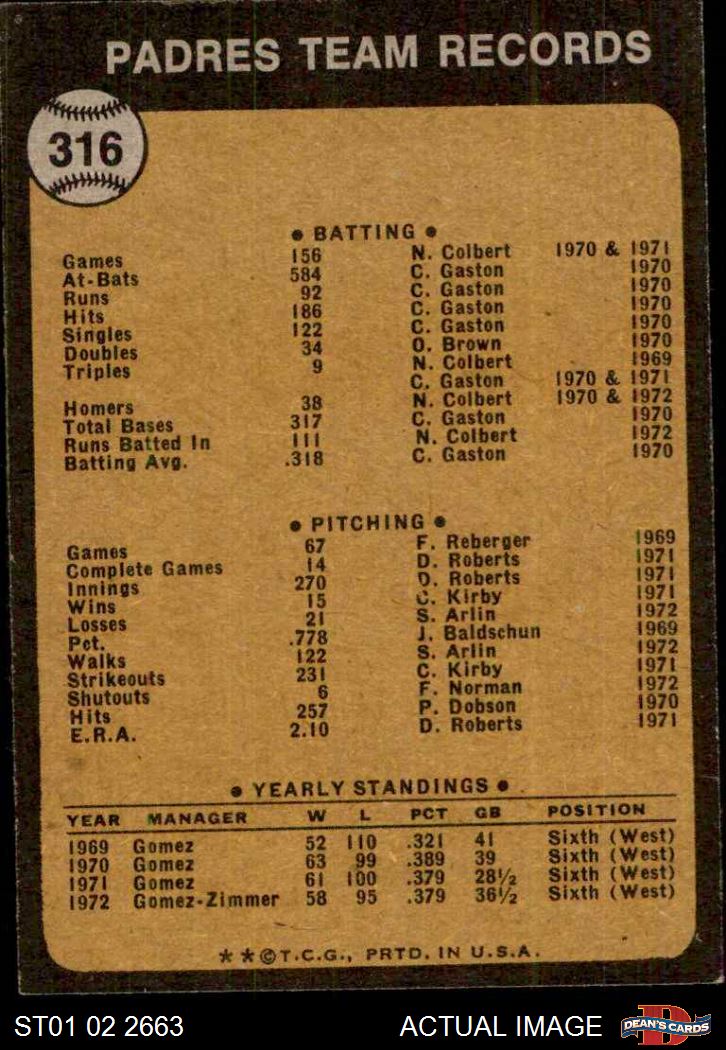 PADRES TEAM RECORDS
316
• BATTING •
Games 156 N. Colbert 1970 & 1971
At-Bats 584 C. Gaston 1970
Runs 92 C. Gaston 1970
Hits 186 C. Gaston 1970
Singles 122 C. Gaston 1970
Doubles 34 O. Brown 1970
Triples 9 N. Colbert 1969
C. Gaston 1970 & 1971
Homers 38 N. Colbert 1970 & 1972
Total Bases 317 C. Gaston 1970
Runs Batted In 111 N. Colbert 1972
Batting Avg. .318 C. Gaston 1970
• PITCHING •
Games 67 F. Reberger 1969
Complete Games 14 D. Roberts 1971
Innings 270 D. Roberts 1971
Wins 15 C. Kirby 1971
Losses 21 S. Arlin 1972
Pct. .778 J. Baldschun 1969
Walks 122 S. Arlin 1972
Strikeouts 231 C. Kirby 1971
Shutouts 6 F. Norman 1972
Hits 257 P. Dobson 1970
E.R.A. 2.10 D. Roberts 1971
• YEARLY STANDINGS •
YEAR MANAGER W L PCT GB POSITION
1969 Gomez 52 110 .321 41 Sixth (West)
1970 Gomez 63 99 .389 39 Sixth (West)
1971 Gomez 61 100 .379 28½ Sixth (West)
1972 Gomez-Zimmer 58 95 .379 36½ Sixth (West)
★★©T.C.G., PRTD. IN U.S.A.
ST01 02 2663 ACTUAL IMAGE DEAN'S CARDS